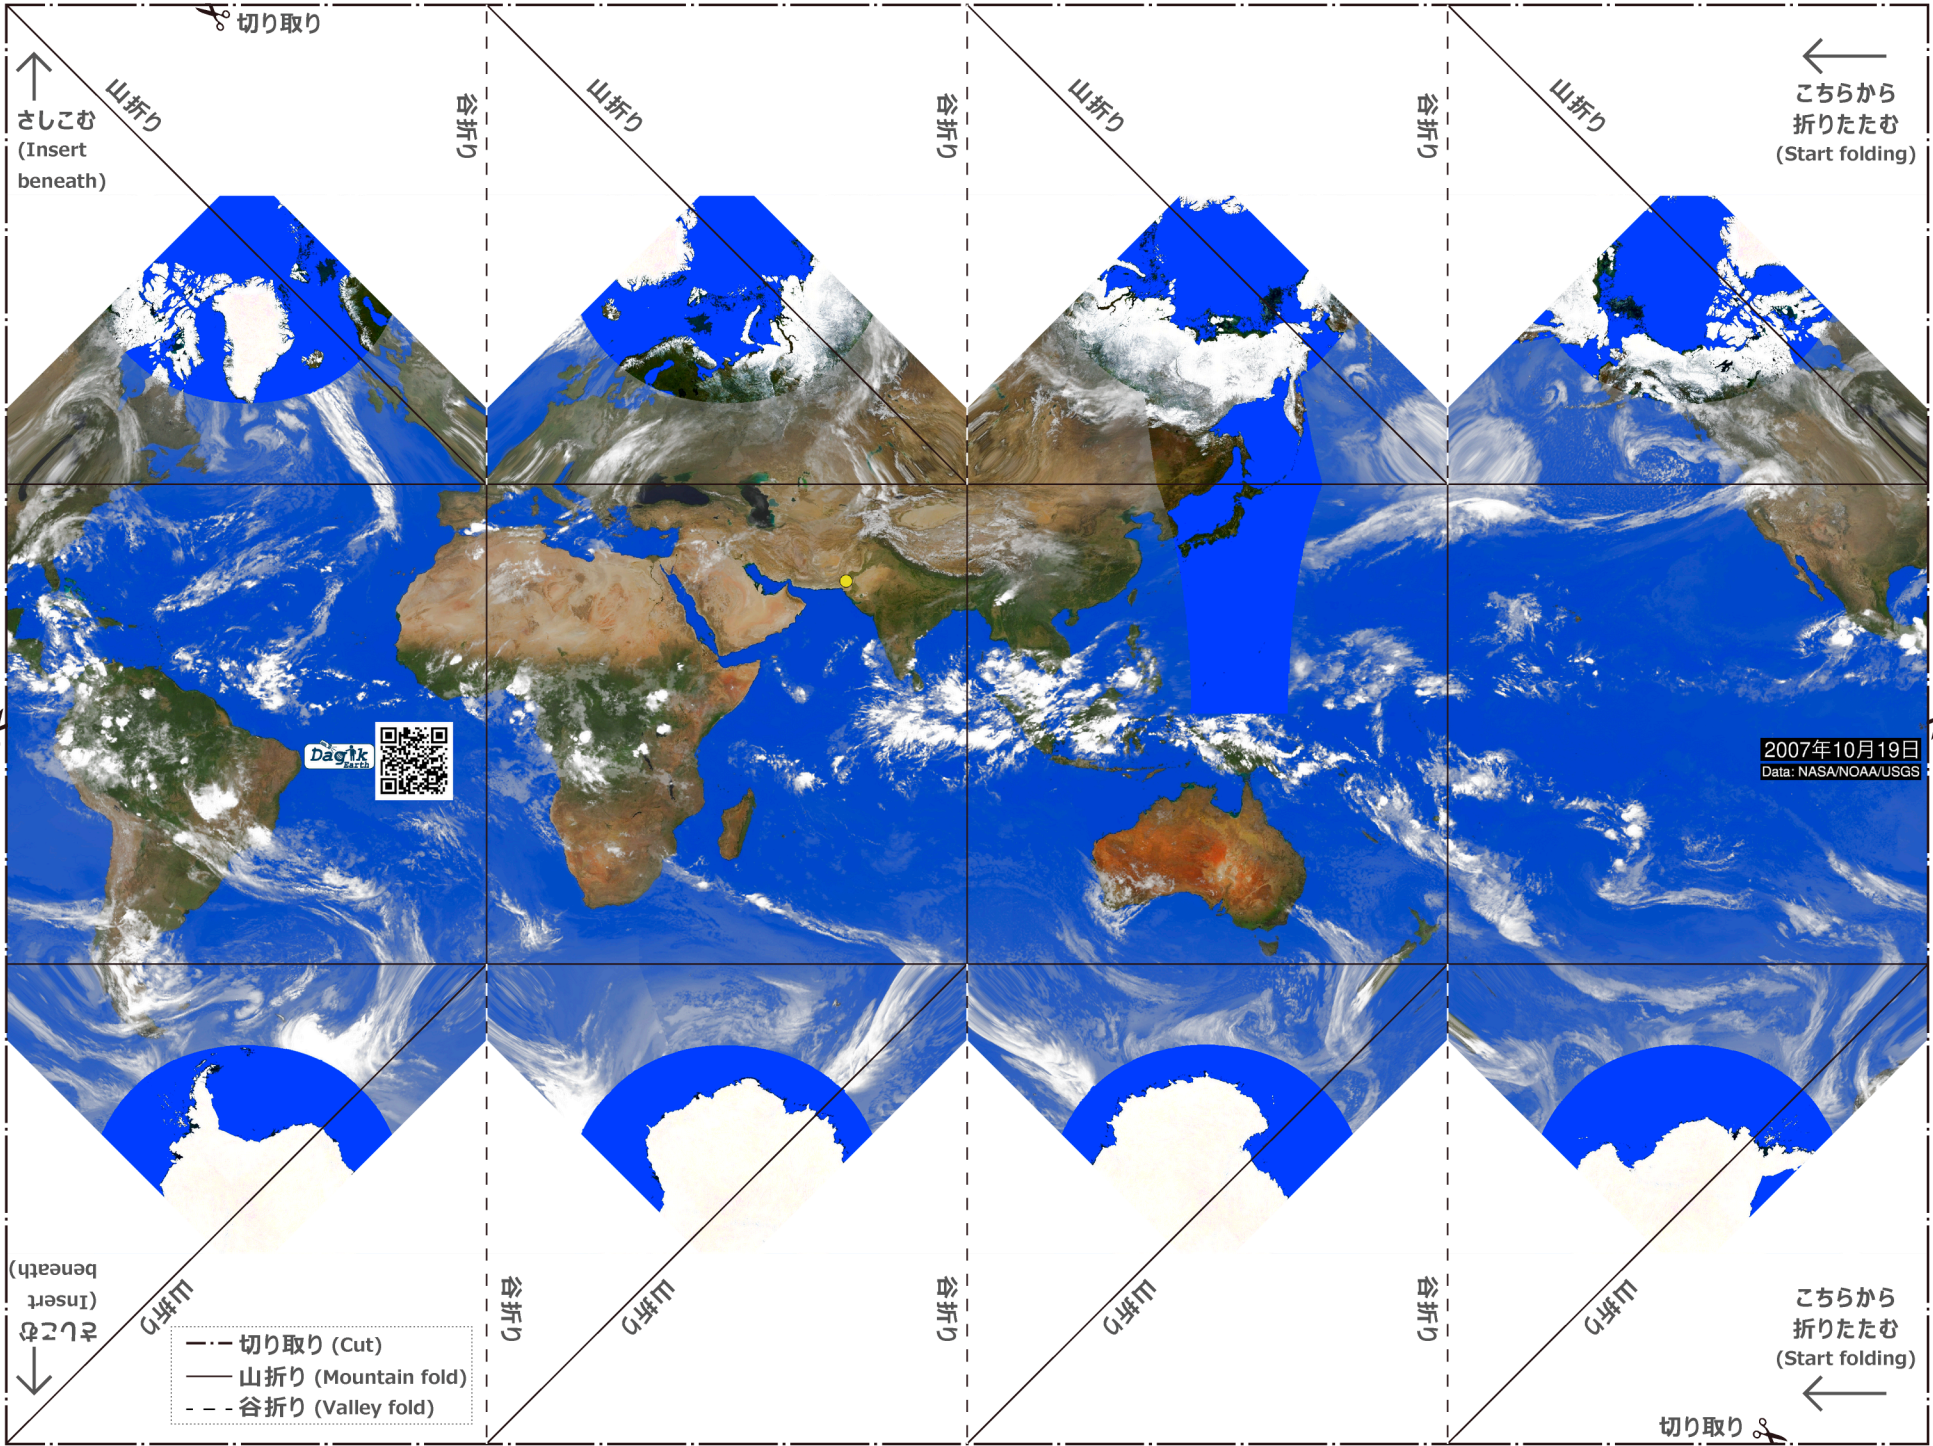 切り取り
山折り
谷折り
山折り
谷折り
山折り
谷折り
山折り
さしこむ
(Insert
beneath)
こちらから
折りたたむ
(Start folding)
Dagik
Earth
2007年10月19日
Data: NASA/NOAA/USGS
さしこむ
(Insert
beneath)
山折り
谷折り
山折り
谷折り
山折り
谷折り
山折り
こちらから
折りたたむ
(Start folding)
切り取り (Cut)
山折り (Mountain fold)
谷折り (Valley fold)
切り取り